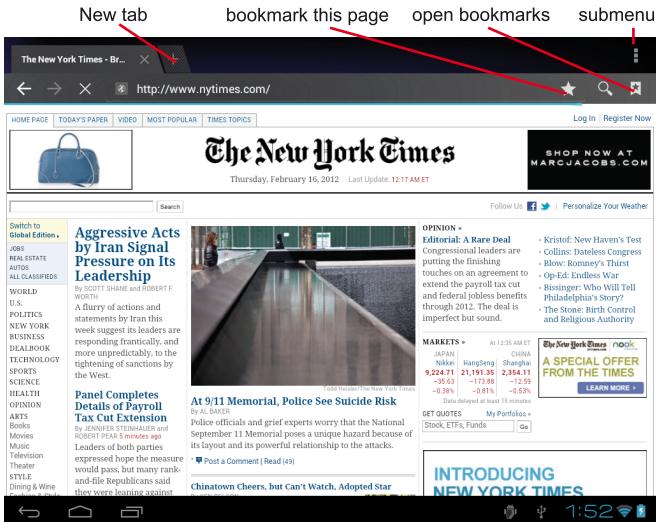 New tab
bookmark this page
open bookmarks
submenu
The New York Times - Br...
http://www.nytimes.com/
HOME PAGE
TODAY'S PAPER
VIDEO
MOST POPULAR
TIMES TOPICS
Log In
Register Now
The New York Times
Thursday, February 16, 2012
Last Update: 12:17 AM ET
SHOP NOW AT
MARCJACOBS.COM
Search
Follow Us
Personalize Your Weather
Switch to
Global Edition
JOBS
REAL ESTATE
AUTOS
ALL CLASSIFIEDS
WORLD
U.S.
POLITICS
NEW YORK
BUSINESS
DEALBOOK
TECHNOLOGY
SPORTS
SCIENCE
HEALTH
OPINION
ARTS
Books
Movies
Music
Television
Theater
STYLE
Dining & Wine
Fashion & Style
Aggressive Acts
by Iran Signal
Pressure on Its
Leadership
By SCOTT SHANE and ROBERT F.
WORTH
A flurry of actions and
statements by Iran this
week suggest its leaders are
responding frantically, and
more unpredictably, to the
tightening of sanctions by
the West.
Panel Completes
Details of Payroll
Tax Cut Extension
By JENNIFER STEINHAUER and
ROBERT PEAR 5 minutes ago
Leaders of both parties
expressed hope the measure
would pass, but many rank-
and-file Republicans said
they were leaning against
Todd Heisler/The New York Times
At 9/11 Memorial, Police See Suicide Risk
By AL BAKER
Police officials and grief experts worry that the National
September 11 Memorial poses a unique hazard because of
its layout and its powerful relationship to the attacks.
Post a Comment | Read (49)
Chinatown Cheers, but Can't Watch, Adopted Star
OPINION »
Editorial: A Rare Deal
Congressional leaders are
putting the finishing
touches on an agreement to
extend the payroll tax cut
and federal jobless benefits
through 2012. The deal is
imperfect but sound.
• Kristof: New Haven's Test
• Collins: Dateless Congress
• Blow: Romney's Thirst
• Op-Ed: Endless War
• Bissinger: Who Will Tell
Philadelphia's Story?
• The Stone: Birth Control
and Religious Authority
MARKETS »
At 12:35 AM ET
JAPAN
CHINA
Nikkei
HangSeng
Shanghai
9,224.71
21,191.35
2,354.11
−35.63
−173.88
−12.59
−0.38%
−0.81%
−0.53%
Data delayed at least 15 minutes
GET QUOTES
My Portfolios »
Stock, ETFs, Funds
Go
The New York Times
nook
A SPECIAL OFFER
FROM THE TIMES
LEARN MORE
INTRODUCING
NEW YORK TIMES
1:52